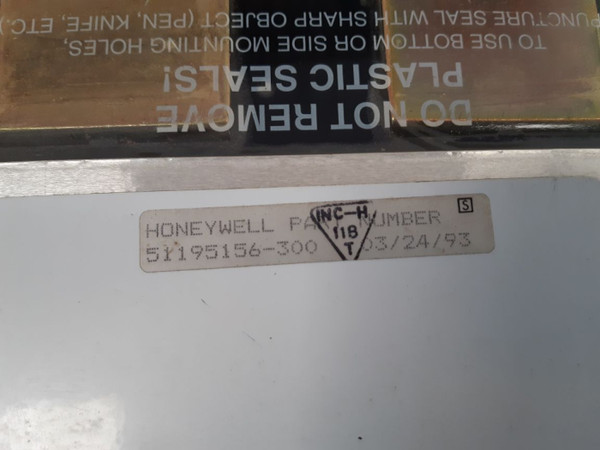 DO NOT REMOVE
PLASTIC SEALS!
TO USE BOTTOM OR SIDE MOUNTING HOLES,
PUNCTURE SEAL WITH SHARP OBJECT (PEN, KNIFE, ETC.)
HONEYWELL PART NUMBER S
51195156-300 03/24/93
INC-H
118
T